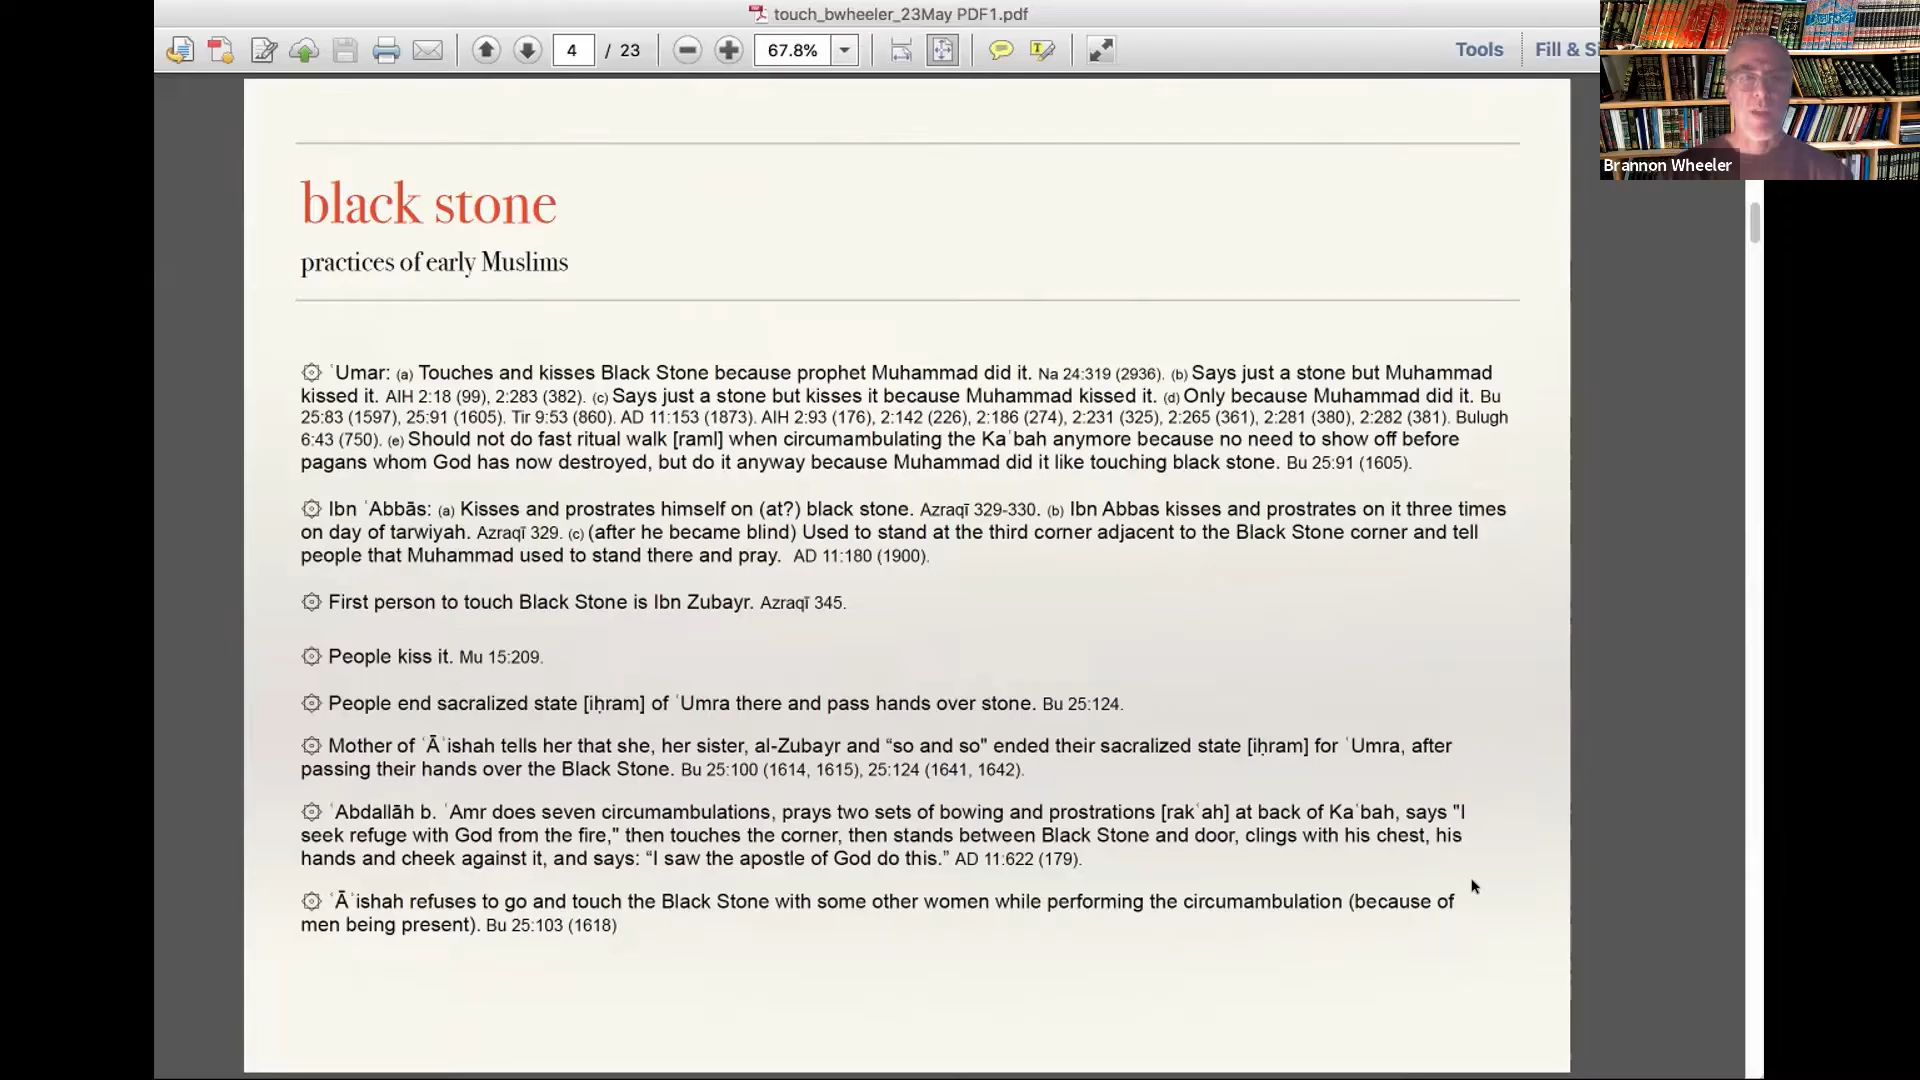 touch_bwheeler_23May PDF1.pdf
4 / 23
67.8%
Tools
Fill & Si
Brannon Wheeler
black stone
practices of early Muslims
ʿUmar: (a) Touches and kisses Black Stone because prophet Muhammad did it. Na 24:319 (2936). (b) Says just a stone but Muhammad
kissed it. AIH 2:18 (99), 2:283 (382). (c) Says just a stone but kisses it because Muhammad kissed it. (d) Only because Muhammad did it. Bu
25:83 (1597), 25:91 (1605). Tir 9:53 (860). AD 11:153 (1873). AIH 2:93 (176), 2:142 (226), 2:186 (274), 2:231 (325), 2:265 (361), 2:281 (380), 2:282 (381). Bulugh
6:43 (750). (e) Should not do fast ritual walk [raml] when circumambulating the Kaʿbah anymore because no need to show off before
pagans whom God has now destroyed, but do it anyway because Muhammad did it like touching black stone. Bu 25:91 (1605).
Ibn ʿAbbās: (a) Kisses and prostrates himself on (at?) black stone. Azraqī 329-330. (b) Ibn Abbas kisses and prostrates on it three times
on day of tarwiyah. Azraqī 329. (c) (after he became blind) Used to stand at the third corner adjacent to the Black Stone corner and tell
people that Muhammad used to stand there and pray. AD 11:180 (1900).
First person to touch Black Stone is Ibn Zubayr. Azraqī 345.
People kiss it. Mu 15:209.
People end sacralized state [iḥram] of ʿUmra there and pass hands over stone. Bu 25:124.
Mother of ʿĀʾishah tells her that she, her sister, al-Zubayr and “so and so" ended their sacralized state [iḥram] for ʿUmra, after
passing their hands over the Black Stone. Bu 25:100 (1614, 1615), 25:124 (1641, 1642).
ʿAbdallāh b. ʿAmr does seven circumambulations, prays two sets of bowing and prostrations [rakʿah] at back of Kaʿbah, says "I
seek refuge with God from the fire," then touches the corner, then stands between Black Stone and door, clings with his chest, his
hands and cheek against it, and says: “I saw the apostle of God do this.” AD 11:622 (179).
ʿĀʾishah refuses to go and touch the Black Stone with some other women while performing the circumambulation (because of
men being present). Bu 25:103 (1618)